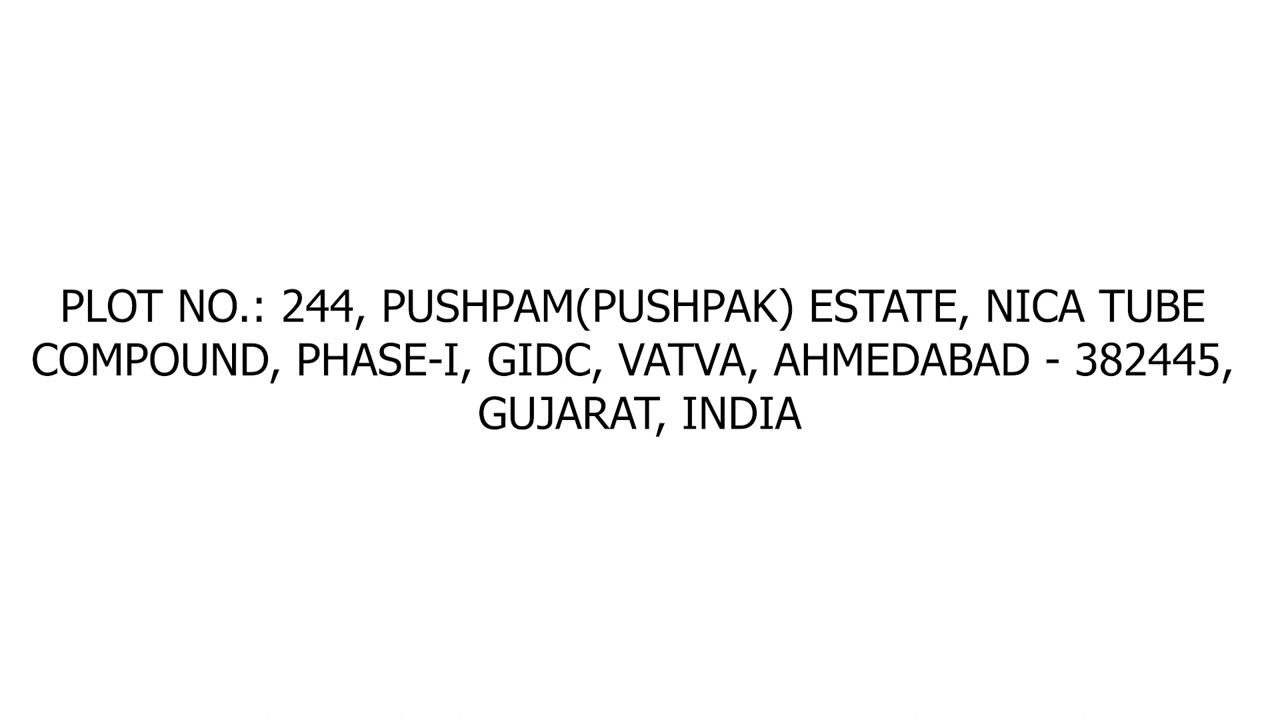 PLOT NO.: 244, PUSHPAM(PUSHPAK) ESTATE, NICA TUBE
COMPOUND, PHASE-I, GIDC, VATVA, AHMEDABAD - 382445,
GUJARAT, INDIA